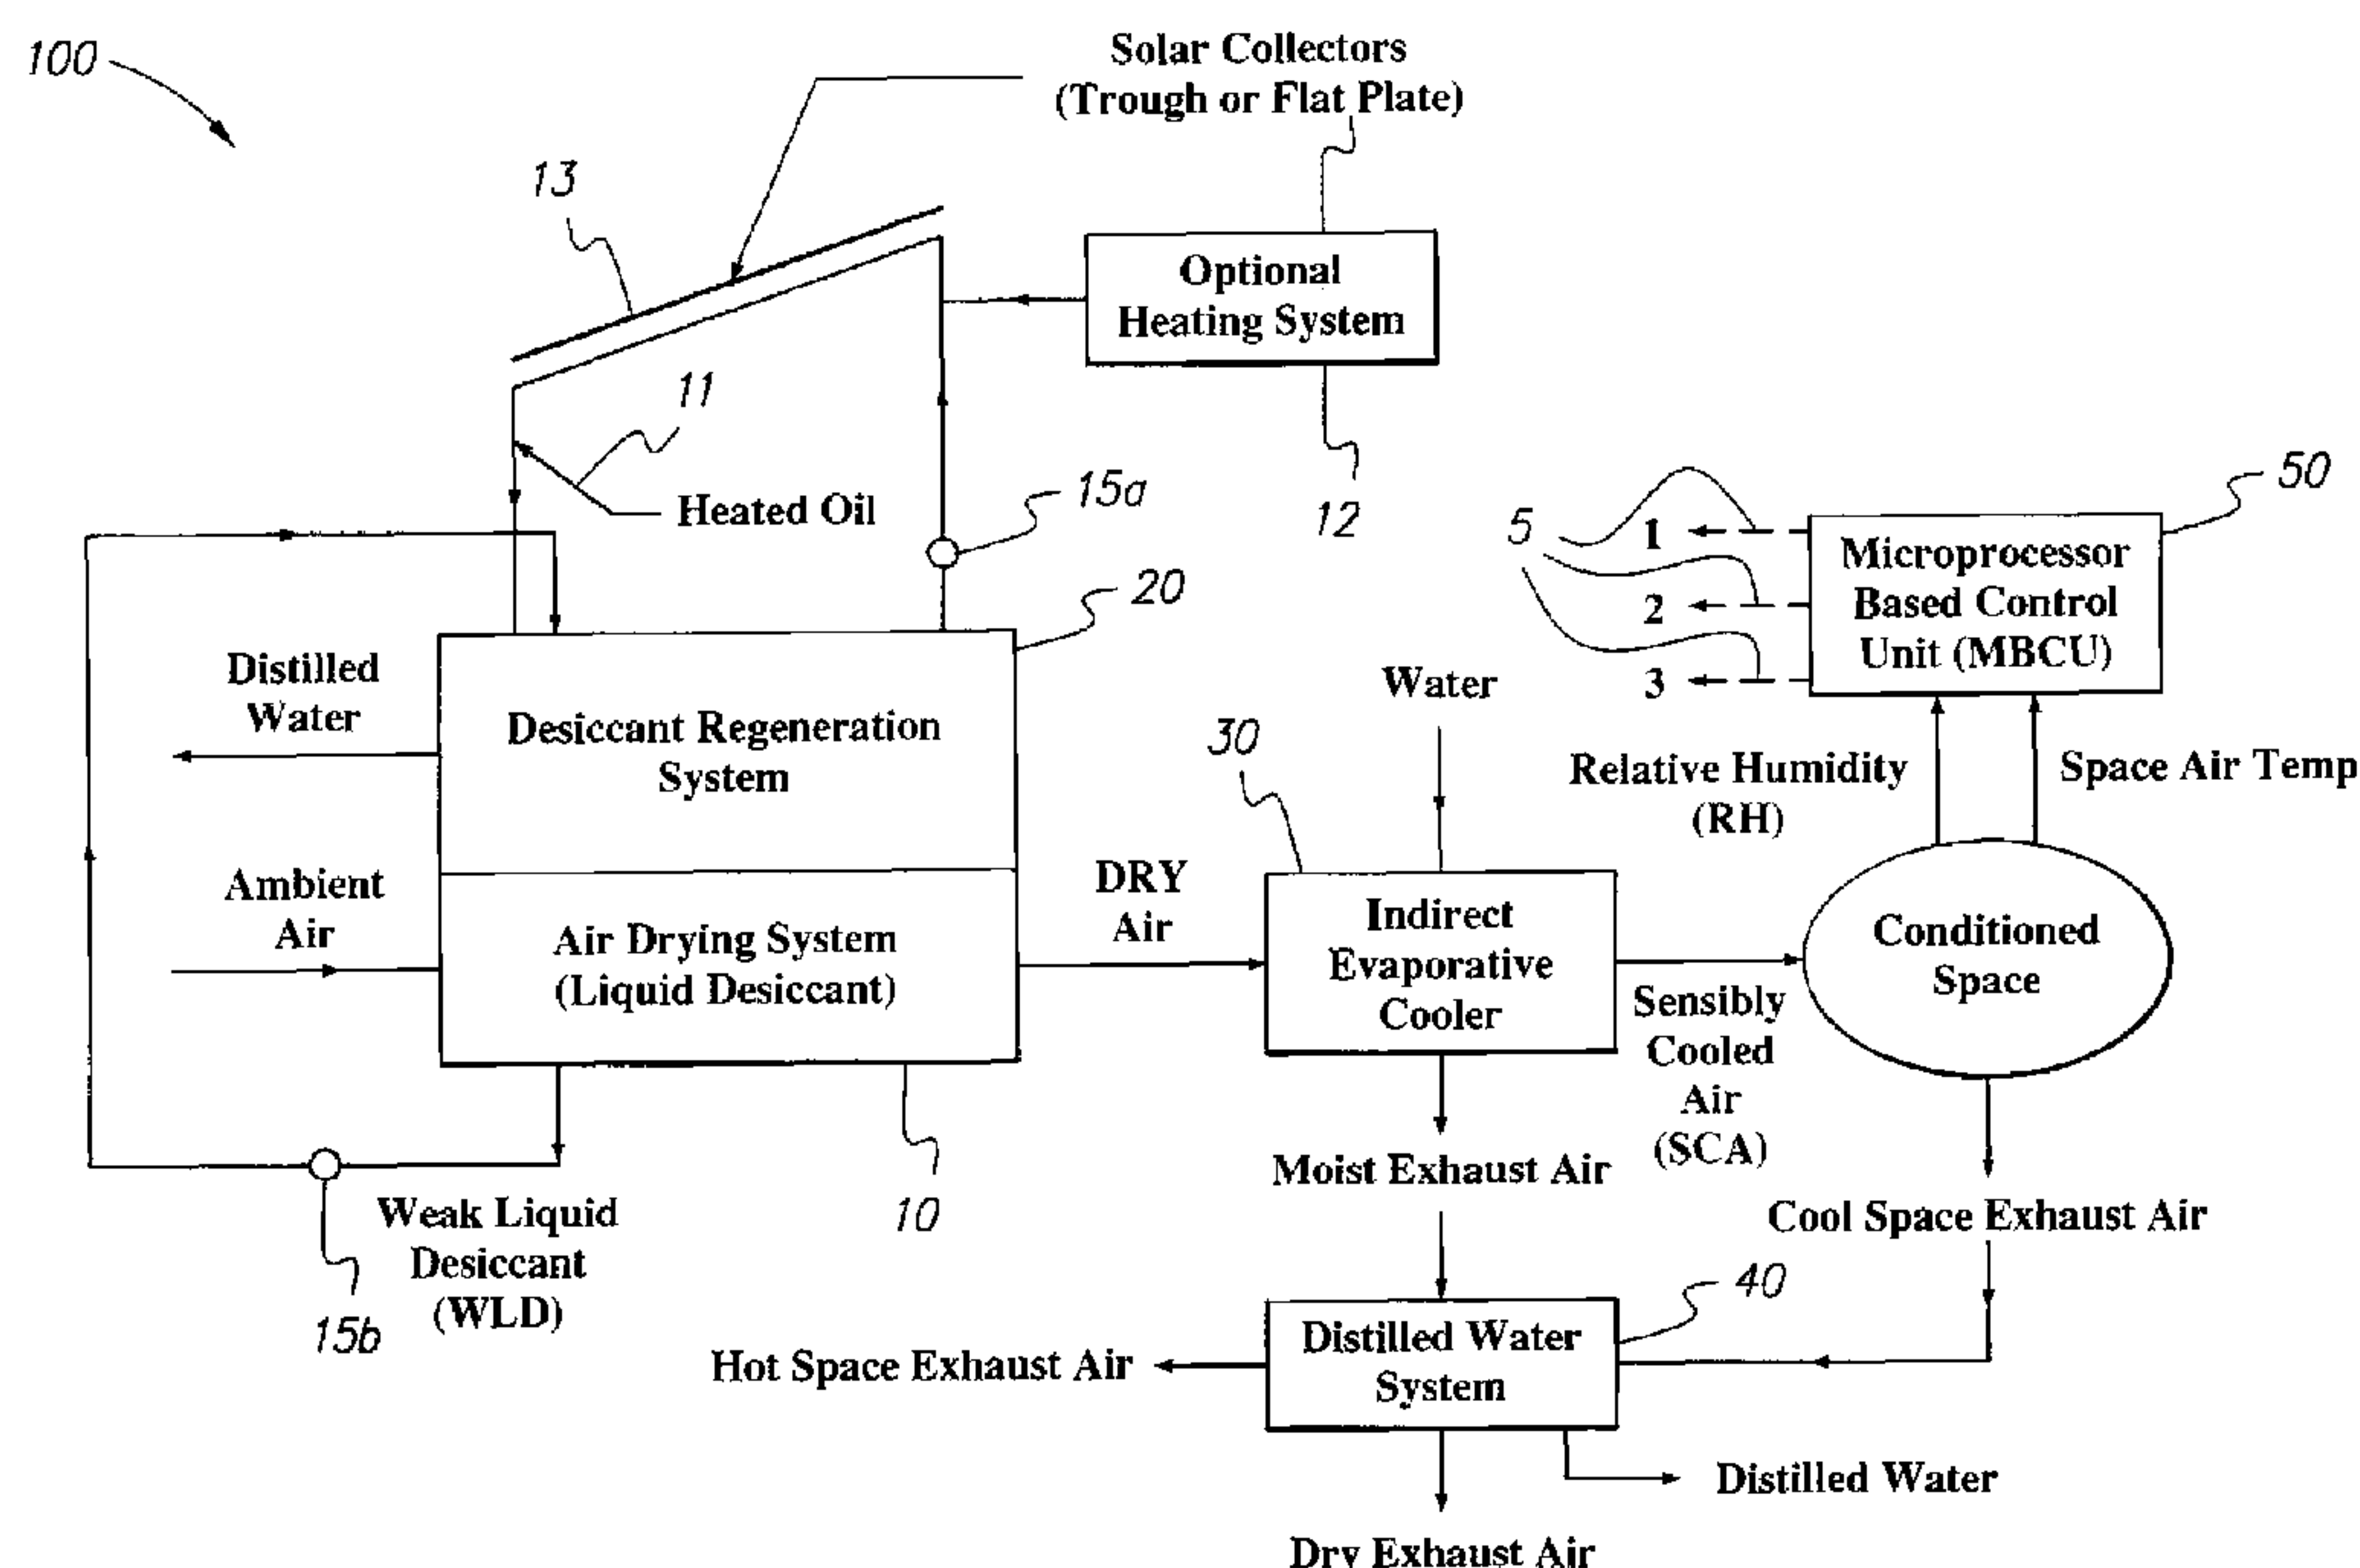 100
Solar Collectors
(Trough or Flat Plate)
13
Optional
Heating System
11
Heated Oil
15a
12
50
5
1
2
3
Microprocessor
Based Control
Unit (MBCU)
20
Distilled
Water
Desiccant Regeneration
System
Water
30
Relative Humidity
(RH)
Space Air Temp
Ambient
Air
Air Drying System
(Liquid Desiccant)
DRY
Air
Indirect
Evaporative
Cooler
Sensibly
Cooled
Air
(SCA)
Conditioned
Space
10
Moist Exhaust Air
Cool Space Exhaust Air
Weak Liquid
Desiccant
(WLD)
15b
40
Hot Space Exhaust Air
Distilled Water
System
Distilled Water
Dry Exhaust Air